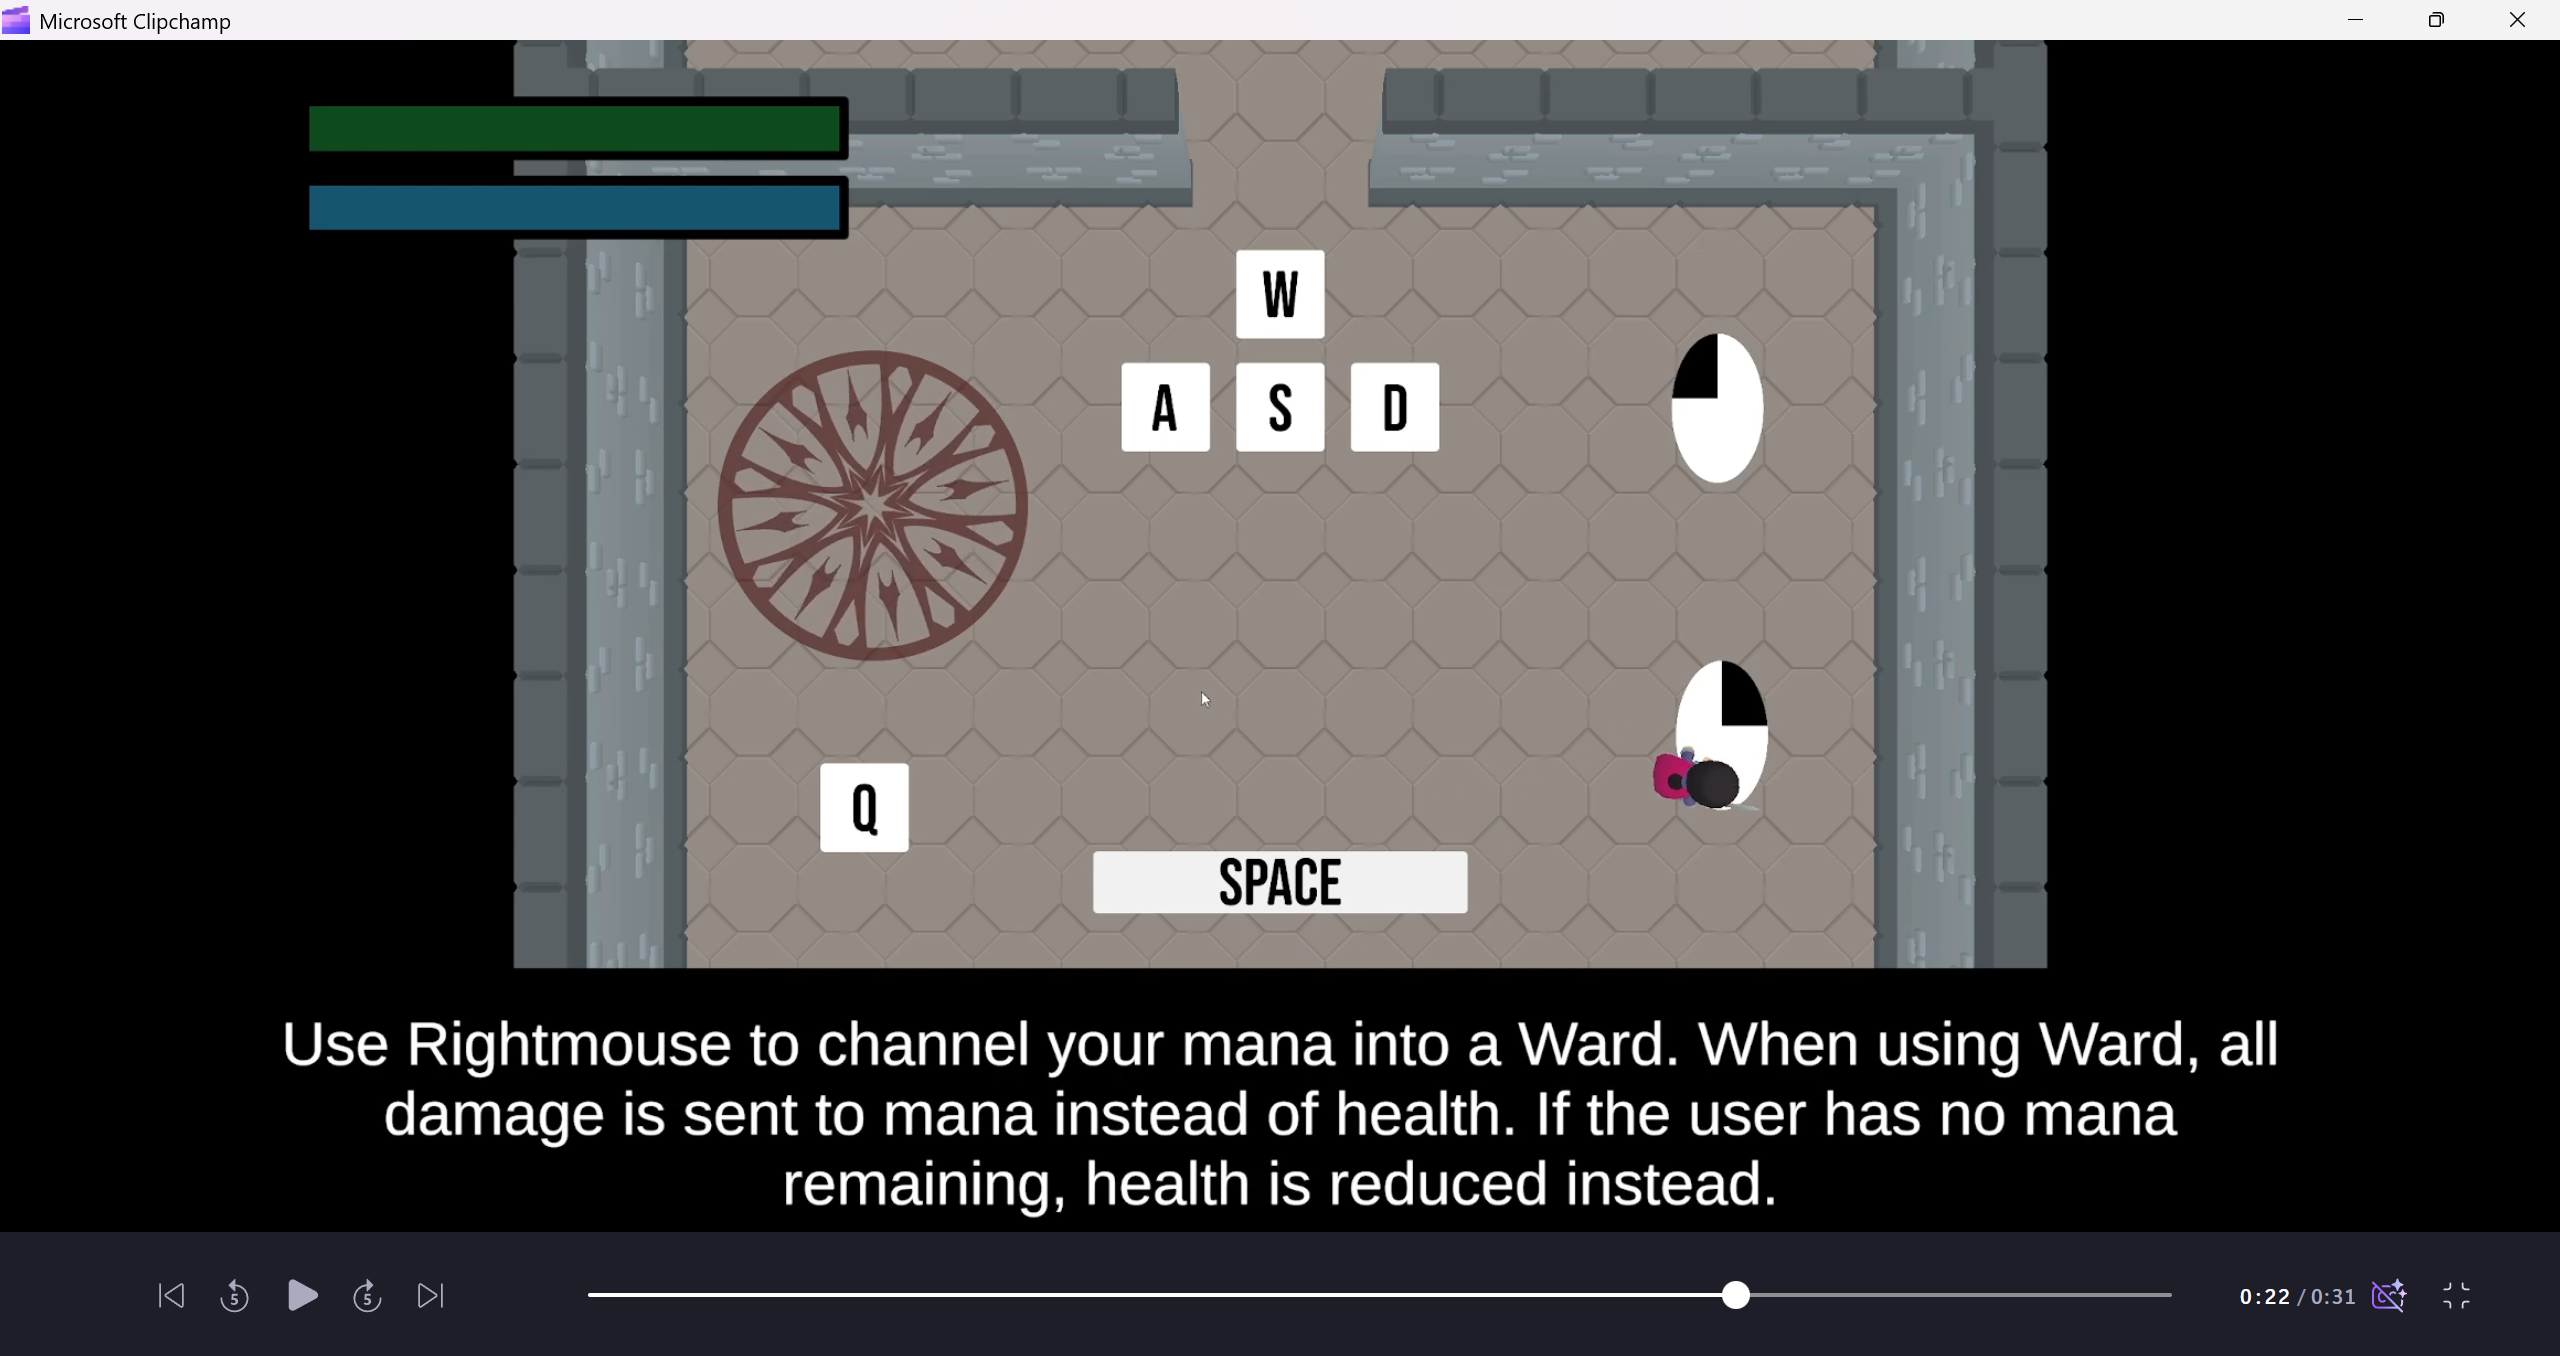 Microsoft Clipchamp
W
A S D
Q
SPACE
Use Rightmouse to channel your mana into a Ward. When using Ward, all
damage is sent to mana instead of health. If the user has no mana
remaining, health is reduced instead.
5 5 0:22 / 0:31